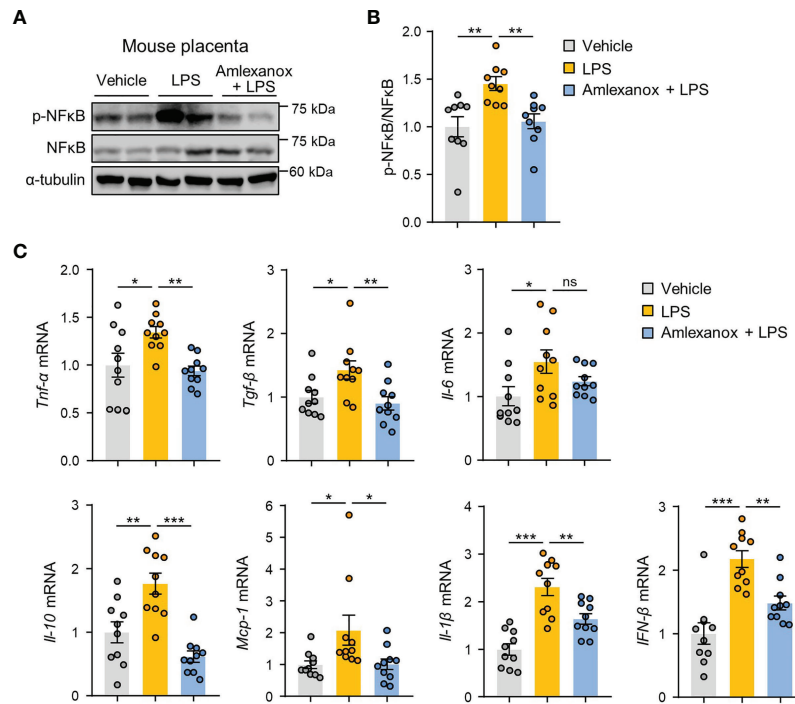 A
Mouse placenta
Vehicle LPS Amlexanox + LPS
p-NFκB
75 kDa
NFκB
75 kDa
α-tubulin
60 kDa
B
p-NFκB/NFκB
2.0
1.5
1.0
0.5
0.0
** **
Vehicle
LPS
Amlexanox + LPS
C
Tnf-α mRNA
2.0
1.5
1.0
0.5
0.0
* **
Tgf-β mRNA
3
2
1
0
* **
Il-6 mRNA
6
4
3
2
1
0
* ns
Vehicle
LPS
Amlexanox + LPS
Il-10 mRNA
3
2
1
0
** ***
Mcp-1 mRNA
6
5
4
3
2
1
0
* *
Il-1β mRNA
4
3
2
1
0
*** **
IFN-β mRNA
3
2
1
0
*** **